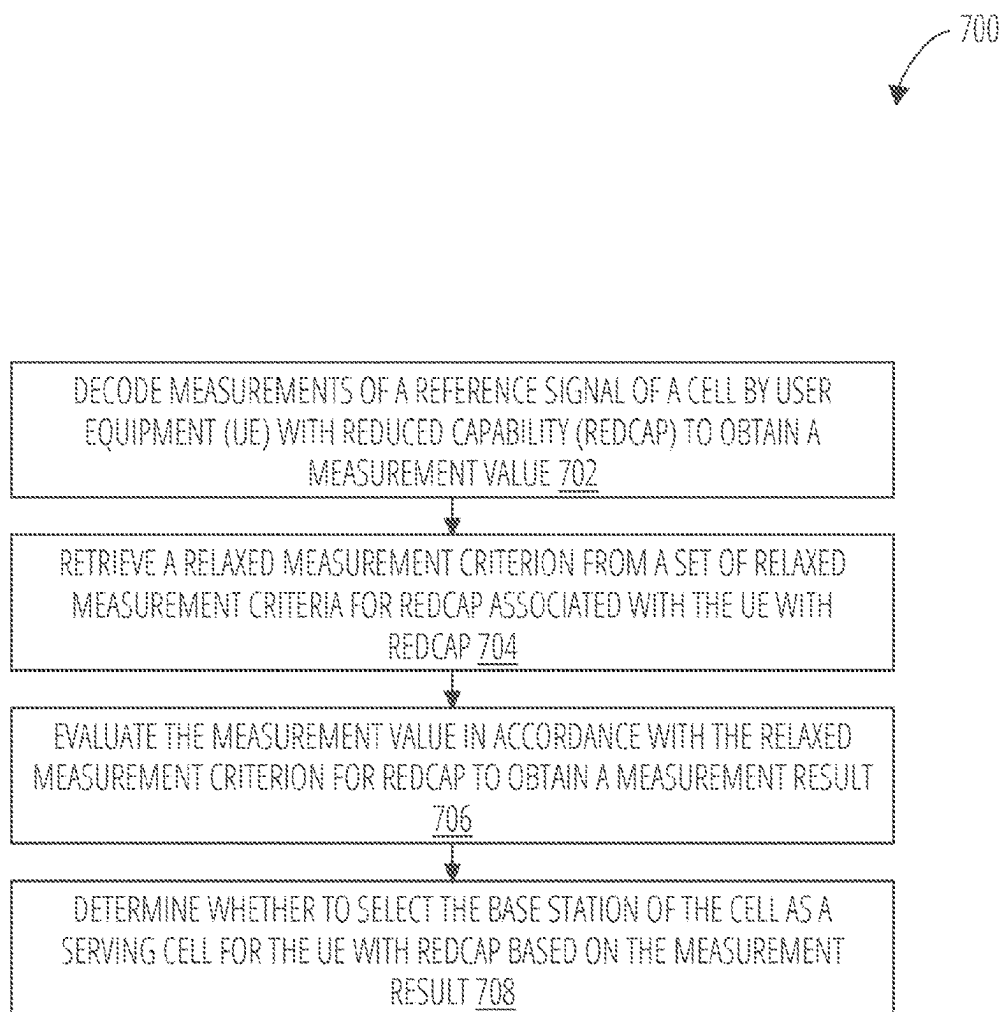 700
DECODE MEASUREMENTS OF A REFERENCE SIGNAL OF A CELL BY USER
EQUIPMENT (UE) WITH REDUCED CAPABILITY (REDCAP) TO OBTAIN A
MEASUREMENT VALUE 702
RETRIEVE A RELAXED MEASUREMENT CRITERION FROM A SET OF RELAXED
MEASUREMENT CRITERIA FOR REDCAP ASSOCIATED WITH THE UE WITH
REDCAP 704
EVALUATE THE MEASUREMENT VALUE IN ACCORDANCE WITH THE RELAXED
MEASUREMENT CRITERION FOR REDCAP TO OBTAIN A MEASUREMENT RESULT
706
DETERMINE WHETHER TO SELECT THE BASE STATION OF THE CELL AS A
SERVING CELL FOR THE UE WITH REDCAP BASED ON THE MEASUREMENT
RESULT 708